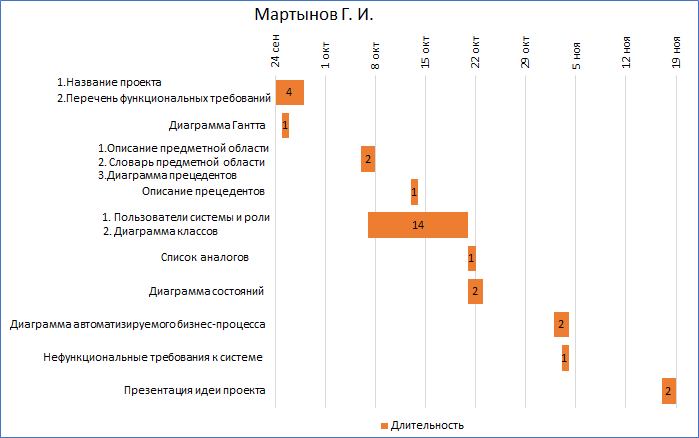 Мартынов Г. И.
24 сен
1 окт
8 окт
15 окт
22 окт
29 окт
5 ноя
12 ноя
19 ноя
1.Название проекта
2.Перечень функциональных требований
4
Диаграмма Гантта
1
1.Описание предметной области
2. Словарь предметной области
3.Диаграмма прецедентов
2
Описание прецедентов
1
1. Пользователи системы и роли
2. Диаграмма классов
14
Список аналогов
1
Диаграмма состояний
2
Диаграмма автоматизируемого бизнес-процесса
2
Нефункциональные требования к системе
1
Презентация идеи проекта
2
Длительность